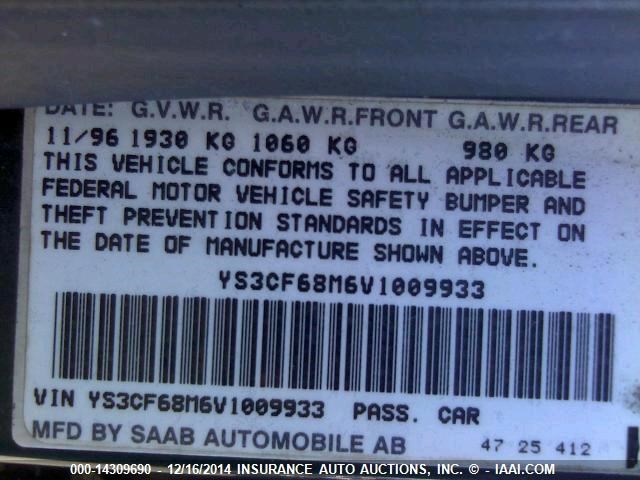 DATE: G.V.W.R. G.A.W.R.FRONT G.A.W.R.REAR
11/96 1930 KG 1060 KG 980 KG
THIS VEHICLE CONFORMS TO ALL APPLICABLE
FEDERAL MOTOR VEHICLE SAFETY BUMPER AND
THEFT PREVENTION STANDARDS IN EFFECT ON
THE DATE OF MANUFACTURE SHOWN ABOVE.
YS3CF68M6V1009933
VIN YS3CF68M6V1009933 PASS. CAR
MFD BY SAAB AUTOMOBILE AB 47 25 412
000-14309690 - 12/16/2014 INSURANCE AUTO AUCTIONS, INC. © - IAAI.COM